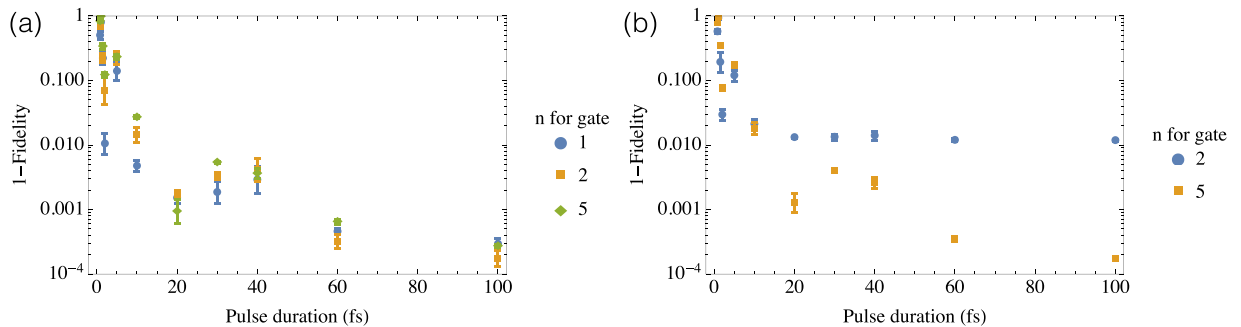 (a)
1
0.100
0.010
0.001
10⁻⁴
1−Fidelity
0 20 40 60 80 100
Pulse duration (fs)
n for gate
1
2
5
(b)
1
0.100
0.010
0.001
10⁻⁴
1−Fidelity
0 20 40 60 80 100
Pulse duration (fs)
n for gate
2
5